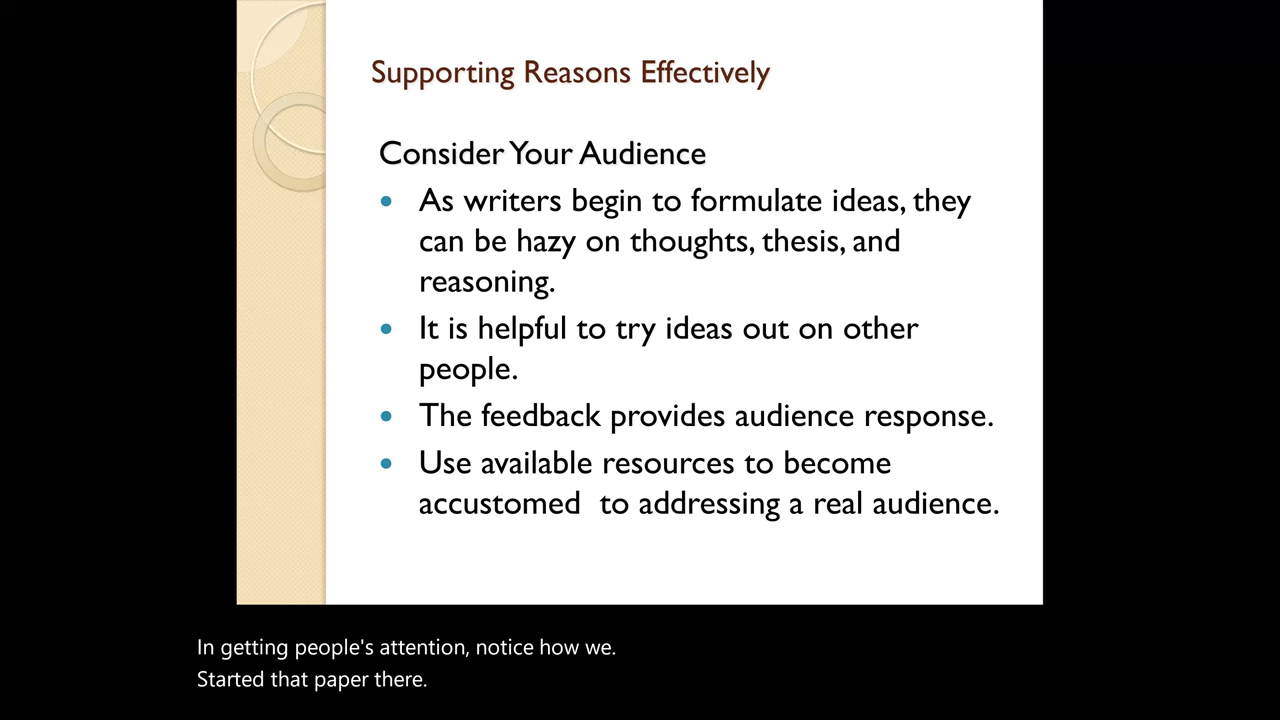 Supporting Reasons Effectively
Consider Your Audience
• As writers begin to formulate ideas, they
can be hazy on thoughts, thesis, and
reasoning.
• It is helpful to try ideas out on other
people.
• The feedback provides audience response.
• Use available resources to become
accustomed  to addressing a real audience.
In getting people's attention, notice how we.
Started that paper there.